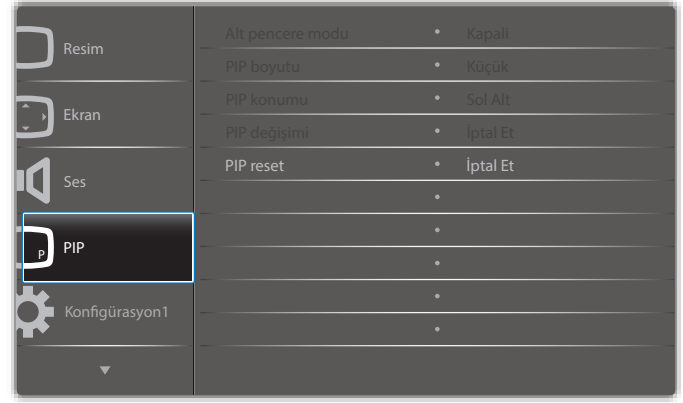 Resim
Ekran
Ses
P PIP
Konfigürasyon1
Alt pencere modu • Kapali
PIP boyutu • Küçük
PIP konumu • Sol Alt
PIP değişimi • İptal Et
PIP reset • İptal Et